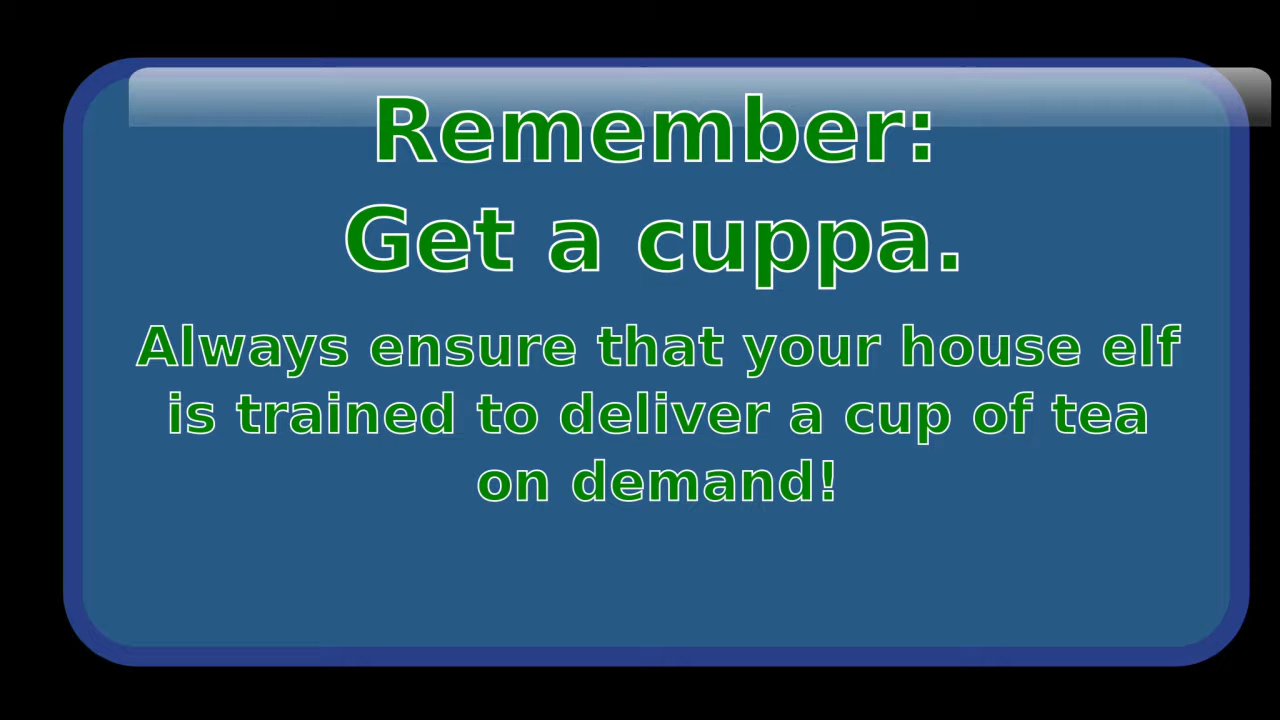 Remember:
Get a cuppa.
Always ensure that your house elf
is trained to deliver a cup of tea
on demand!